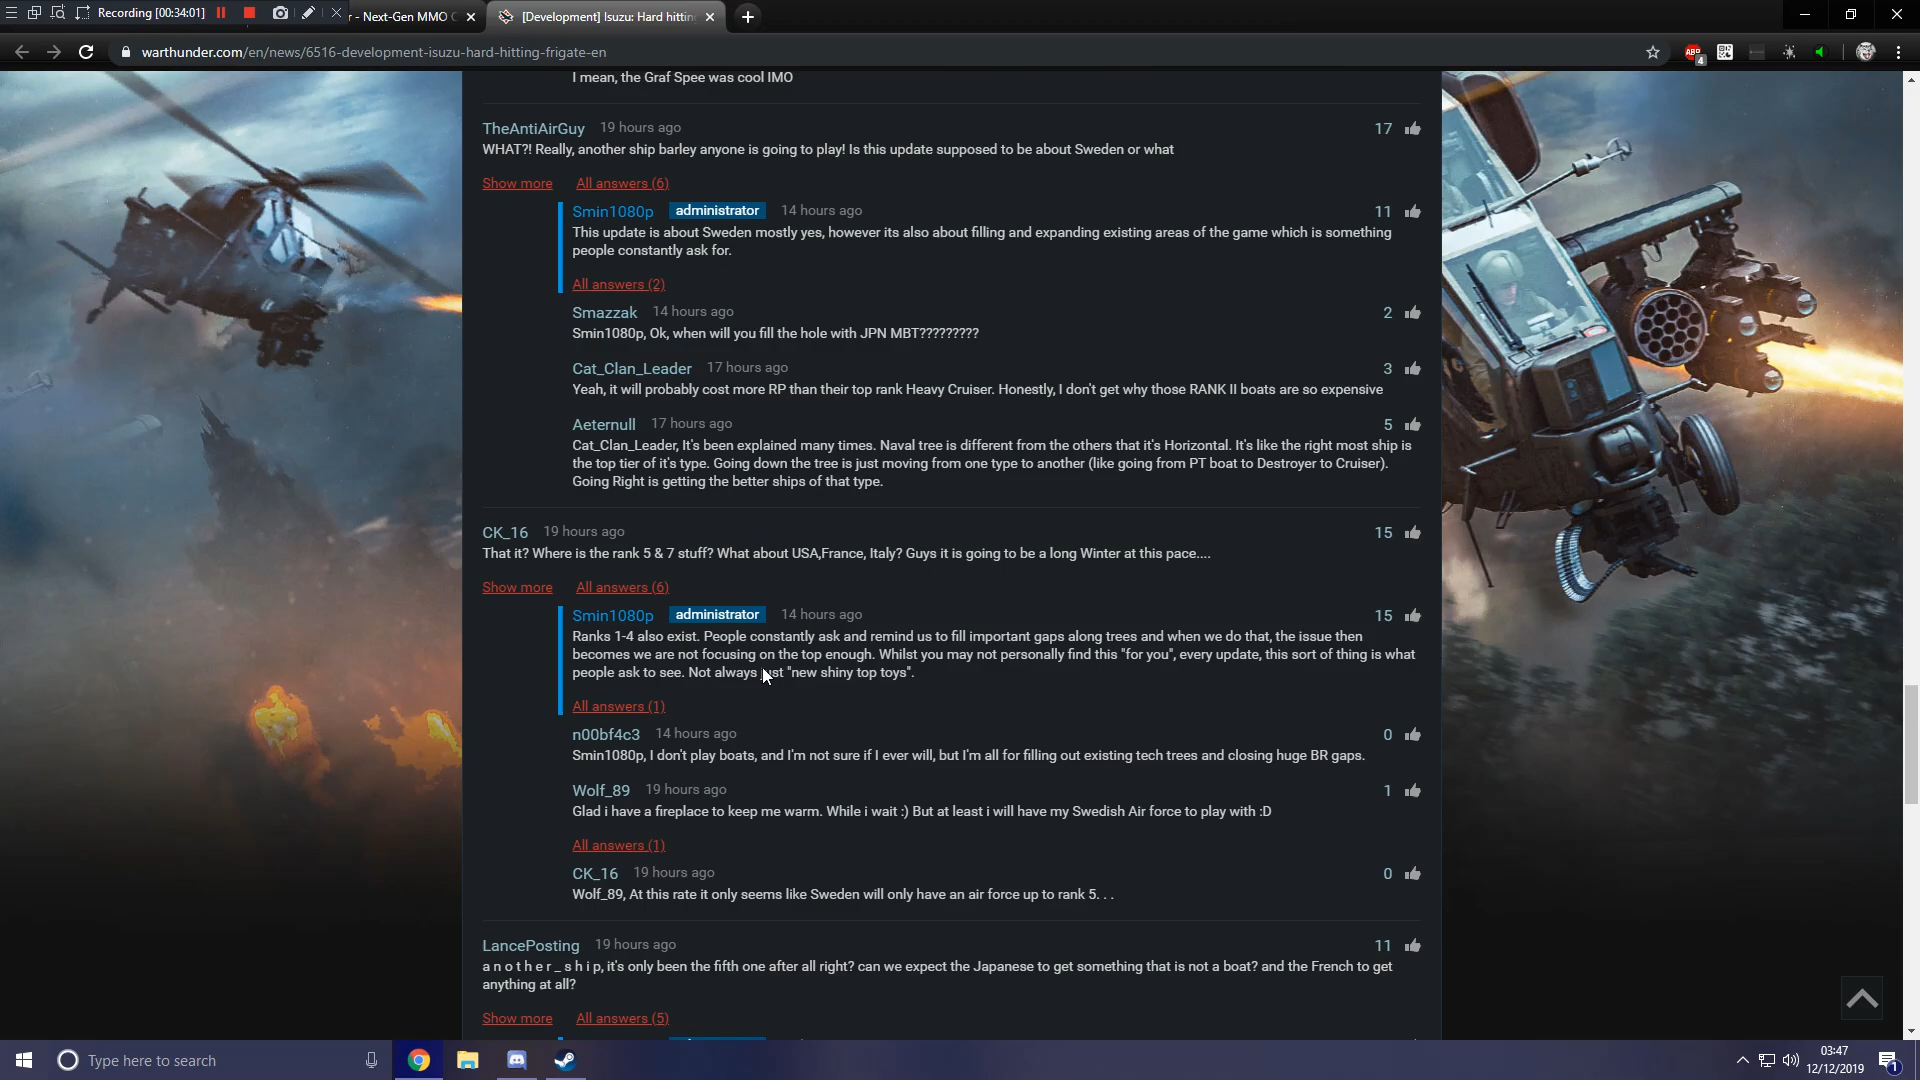 Recording [00:34:01]
r - Next-Gen MMO C
[Development] Isuzu: Hard hittin
warthunder.com/en/news/6516-development-isuzu-hard-hitting-frigate-en
ABP
4
I mean, the Graf Spee was cool IMO
TheAntiAirGuy 19 hours ago 17
WHAT?! Really, another ship barley anyone is going to play! Is this update supposed to be about Sweden or what
Show more All answers (6)
Smin1080p administrator 14 hours ago 11
This update is about Sweden mostly yes, however its also about filling and expanding existing areas of the game which is something
people constantly ask for.
All answers (2)
Smazzak 14 hours ago 2
Smin1080p, Ok, when will you fill the hole with JPN MBT?????????
Cat_Clan_Leader 17 hours ago 3
Yeah, it will probably cost more RP than their top rank Heavy Cruiser. Honestly, I don't get why those RANK II boats are so expensive
Aeternull 17 hours ago 5
Cat_Clan_Leader, It's been explained many times. Naval tree is different from the others that it's Horizontal. It's like the right most ship is
the top tier of it's type. Going down the tree is just moving from one type to another (like going from PT boat to Destroyer to Cruiser).
Going Right is getting the better ships of that type.
CK_16 19 hours ago 15
That it? Where is the rank 5 & 7 stuff? What about USA,France, Italy? Guys it is going to be a long Winter at this pace....
Show more All answers (6)
Smin1080p administrator 14 hours ago 15
Ranks 1-4 also exist. People constantly ask and remind us to fill important gaps along trees and when we do that, the issue then
becomes we are not focusing on the top enough. Whilst you may not personally find this "for you", every update, this sort of thing is what
people ask to see. Not always just "new shiny top toys".
All answers (1)
n00bf4c3 14 hours ago 0
Smin1080p, I don't play boats, and I'm not sure if I ever will, but I'm all for filling out existing tech trees and closing huge BR gaps.
Wolf_89 19 hours ago 1
Glad i have a fireplace to keep me warm. While i wait :) But at least i will have my Swedish Air force to play with :D
All answers (1)
CK_16 19 hours ago 0
Wolf_89, At this rate it only seems like Sweden will only have an air force up to rank 5. . .
LancePosting 19 hours ago 11
a n o t h e r _ s h i p, it's only been the fifth one after all right? can we expect the Japanese to get something that is not a boat? and the French to get
anything at all?
Show more All answers (5)
Type here to search
03:47
12/12/2019
1